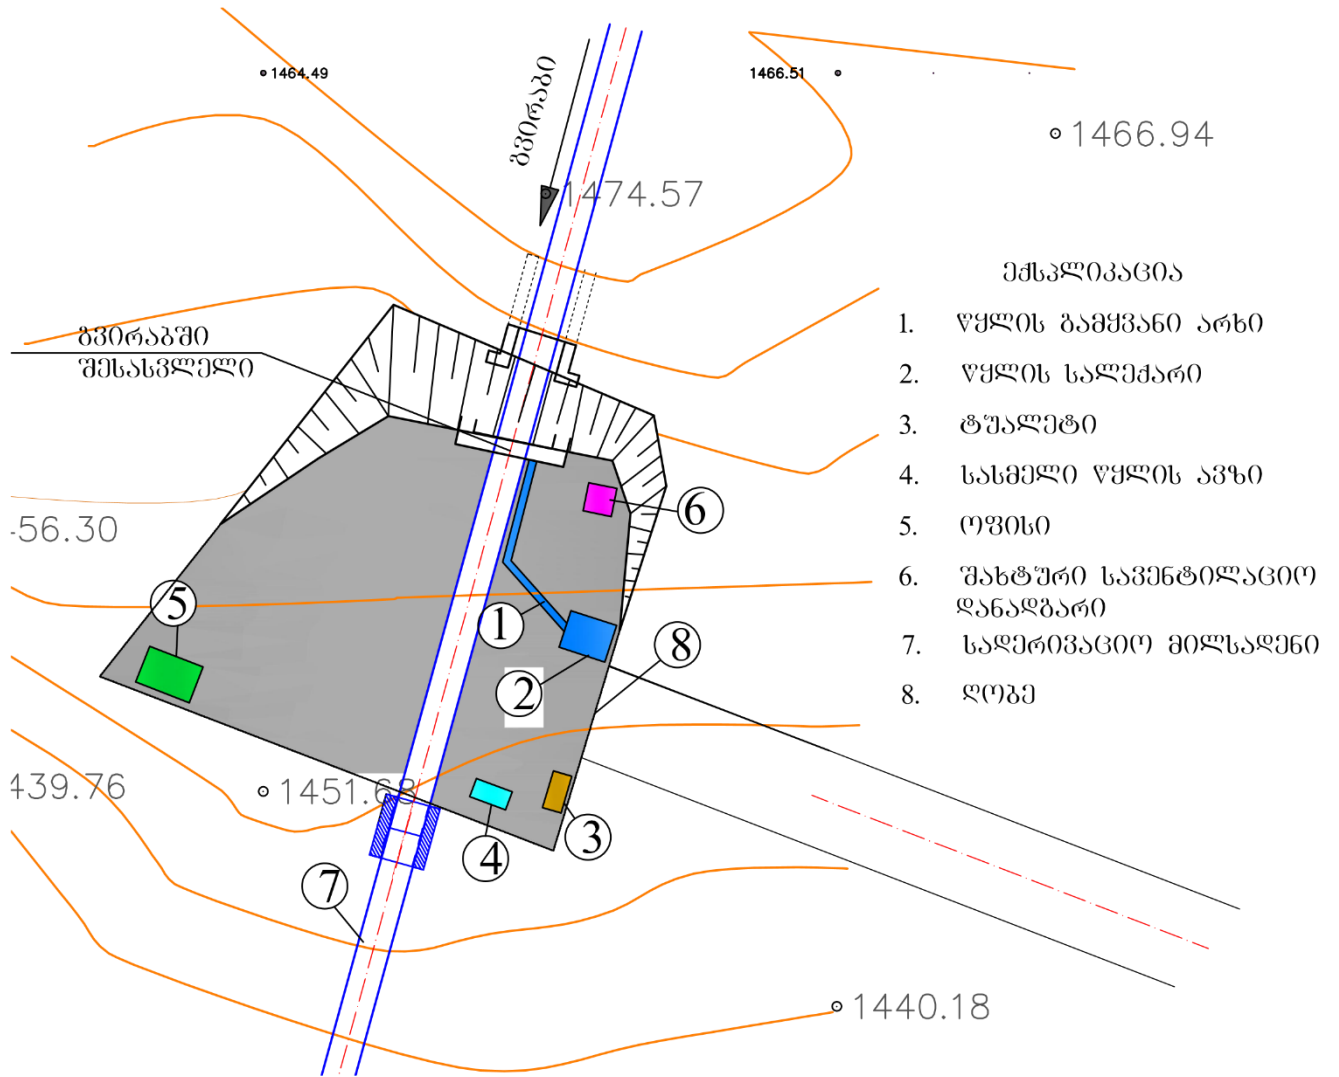 1464.49
1466.51
1466.94
გვირაბი
1474.57
ექსპლიკაცია
1. წყლის გამყვანი არხი
2. წყლის სალექარი
3. ტუალეტი
4. სასმელი წყლის ავზი
5. ოფისი
6. შახტური სავენტილაციო
დანადგარი
7. სადერივაციო მილსადენი
8. ღობე
გვირაბში
შესასვლელი
6
56.30
5
1
8
2
439.76
1451.68
3
4
7
1440.18